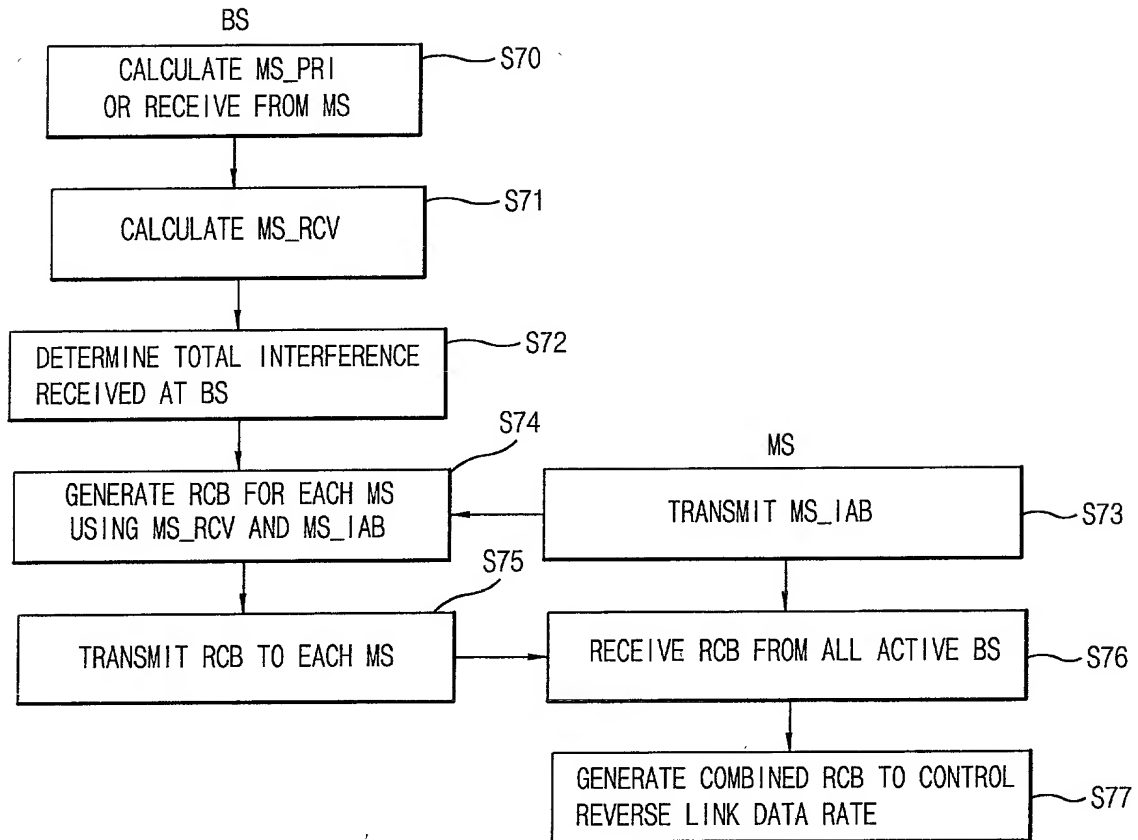 BS
CALCULATE MS_PRI
OR RECEIVE FROM MS
S70
CALCULATE MS_RCV
S71
DETERMINE TOTAL INTERFERENCE
RECEIVED AT BS
S72
GENERATE RCB FOR EACH MS
USING MS_RCV AND MS_IAB
S74
MS
TRANSMIT MS_IAB
S73
TRANSMIT RCB TO EACH MS
S75
RECEIVE RCB FROM ALL ACTIVE BS
S76
GENERATE COMBINED RCB TO CONTROL
REVERSE LINK DATA RATE
S77